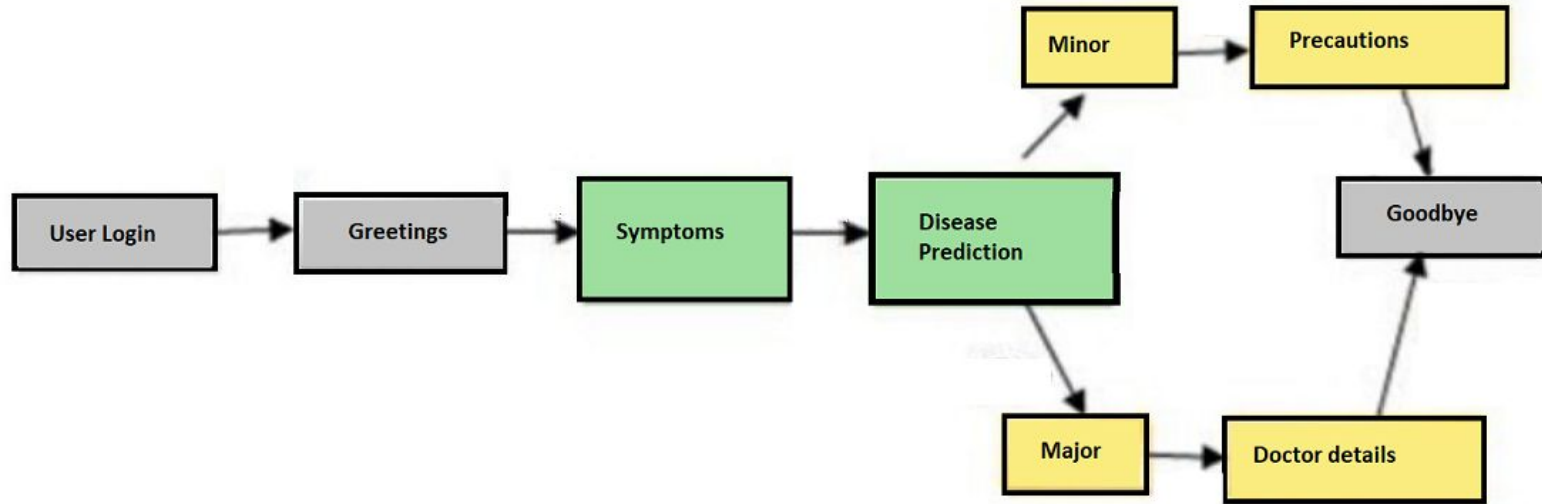 Minor
Precautions
User Login
Greetings
Symptoms
Disease
Prediction
Goodbye
Major
Doctor details